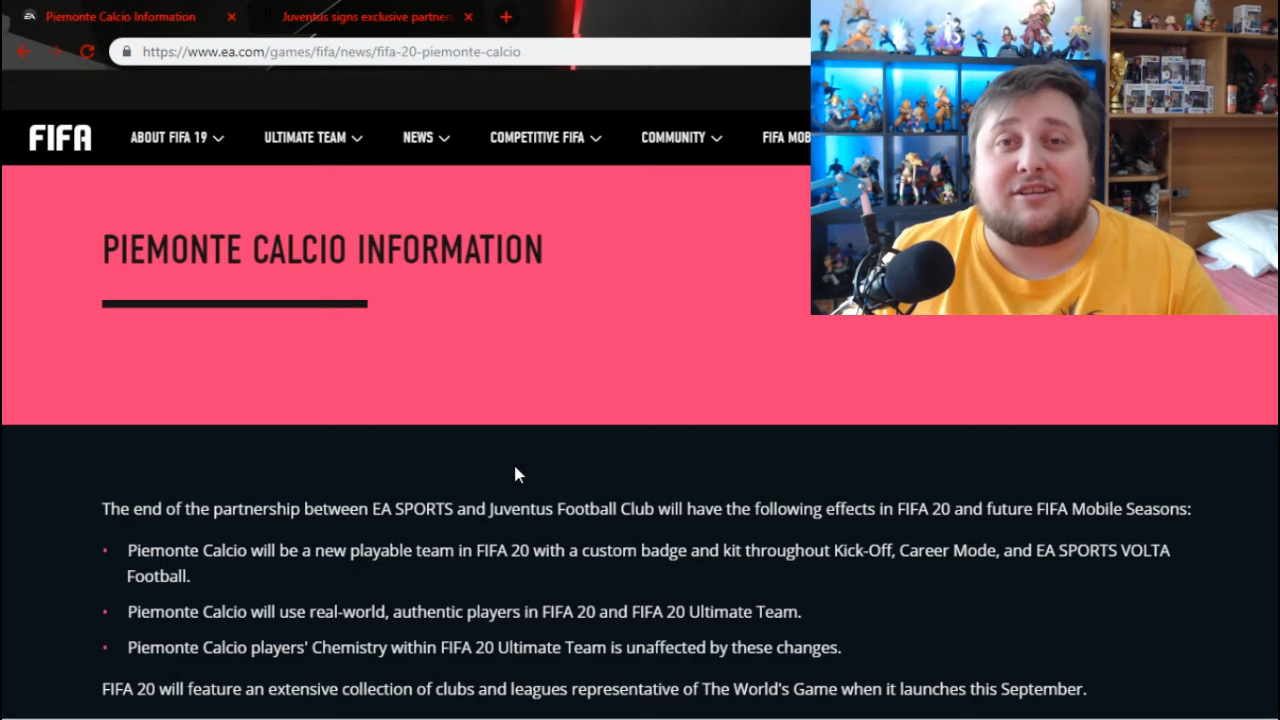 EA Piemonte Calcio Information
Juventus signs exclusive partner
https://www.ea.com/games/fifa/news/fifa-20-piemonte-calcio
FIFA ABOUT FIFA 19 ULTIMATE TEAM NEWS COMPETITIVE FIFA COMMUNITY FIFA MOB
PIEMONTE CALCIO INFORMATION
The end of the partnership between EA SPORTS and Juventus Football Club will have the following effects in FIFA 20 and future FIFA Mobile Seasons:
• Piemonte Calcio will be a new playable team in FIFA 20 with a custom badge and kit throughout Kick-Off, Career Mode, and EA SPORTS VOLTA
Football.
• Piemonte Calcio will use real-world, authentic players in FIFA 20 and FIFA 20 Ultimate Team.
• Piemonte Calcio players' Chemistry within FIFA 20 Ultimate Team is unaffected by these changes.
FIFA 20 will feature an extensive collection of clubs and leagues representative of The World's Game when it launches this September.